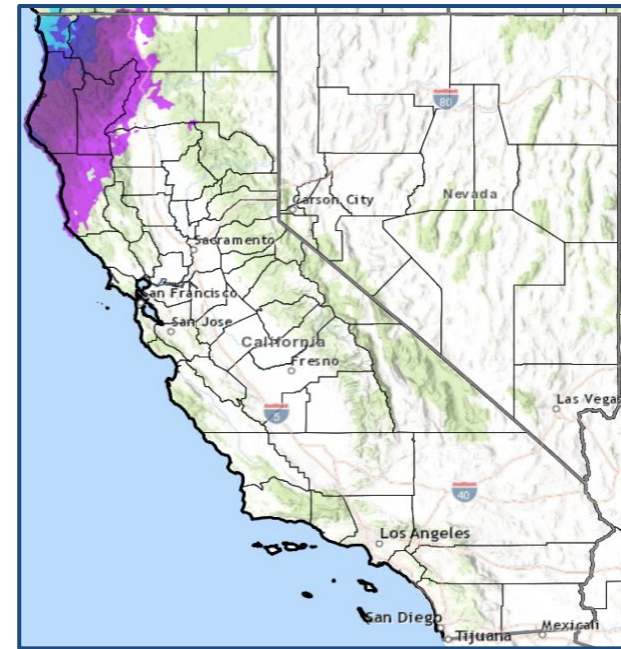 80
Carson City
Nevada
Sacramento
San Francisco
San Jose
California
Fresno
Las Vegas
5
40
Los Angeles
San Diego
Tijuana
Mexicali